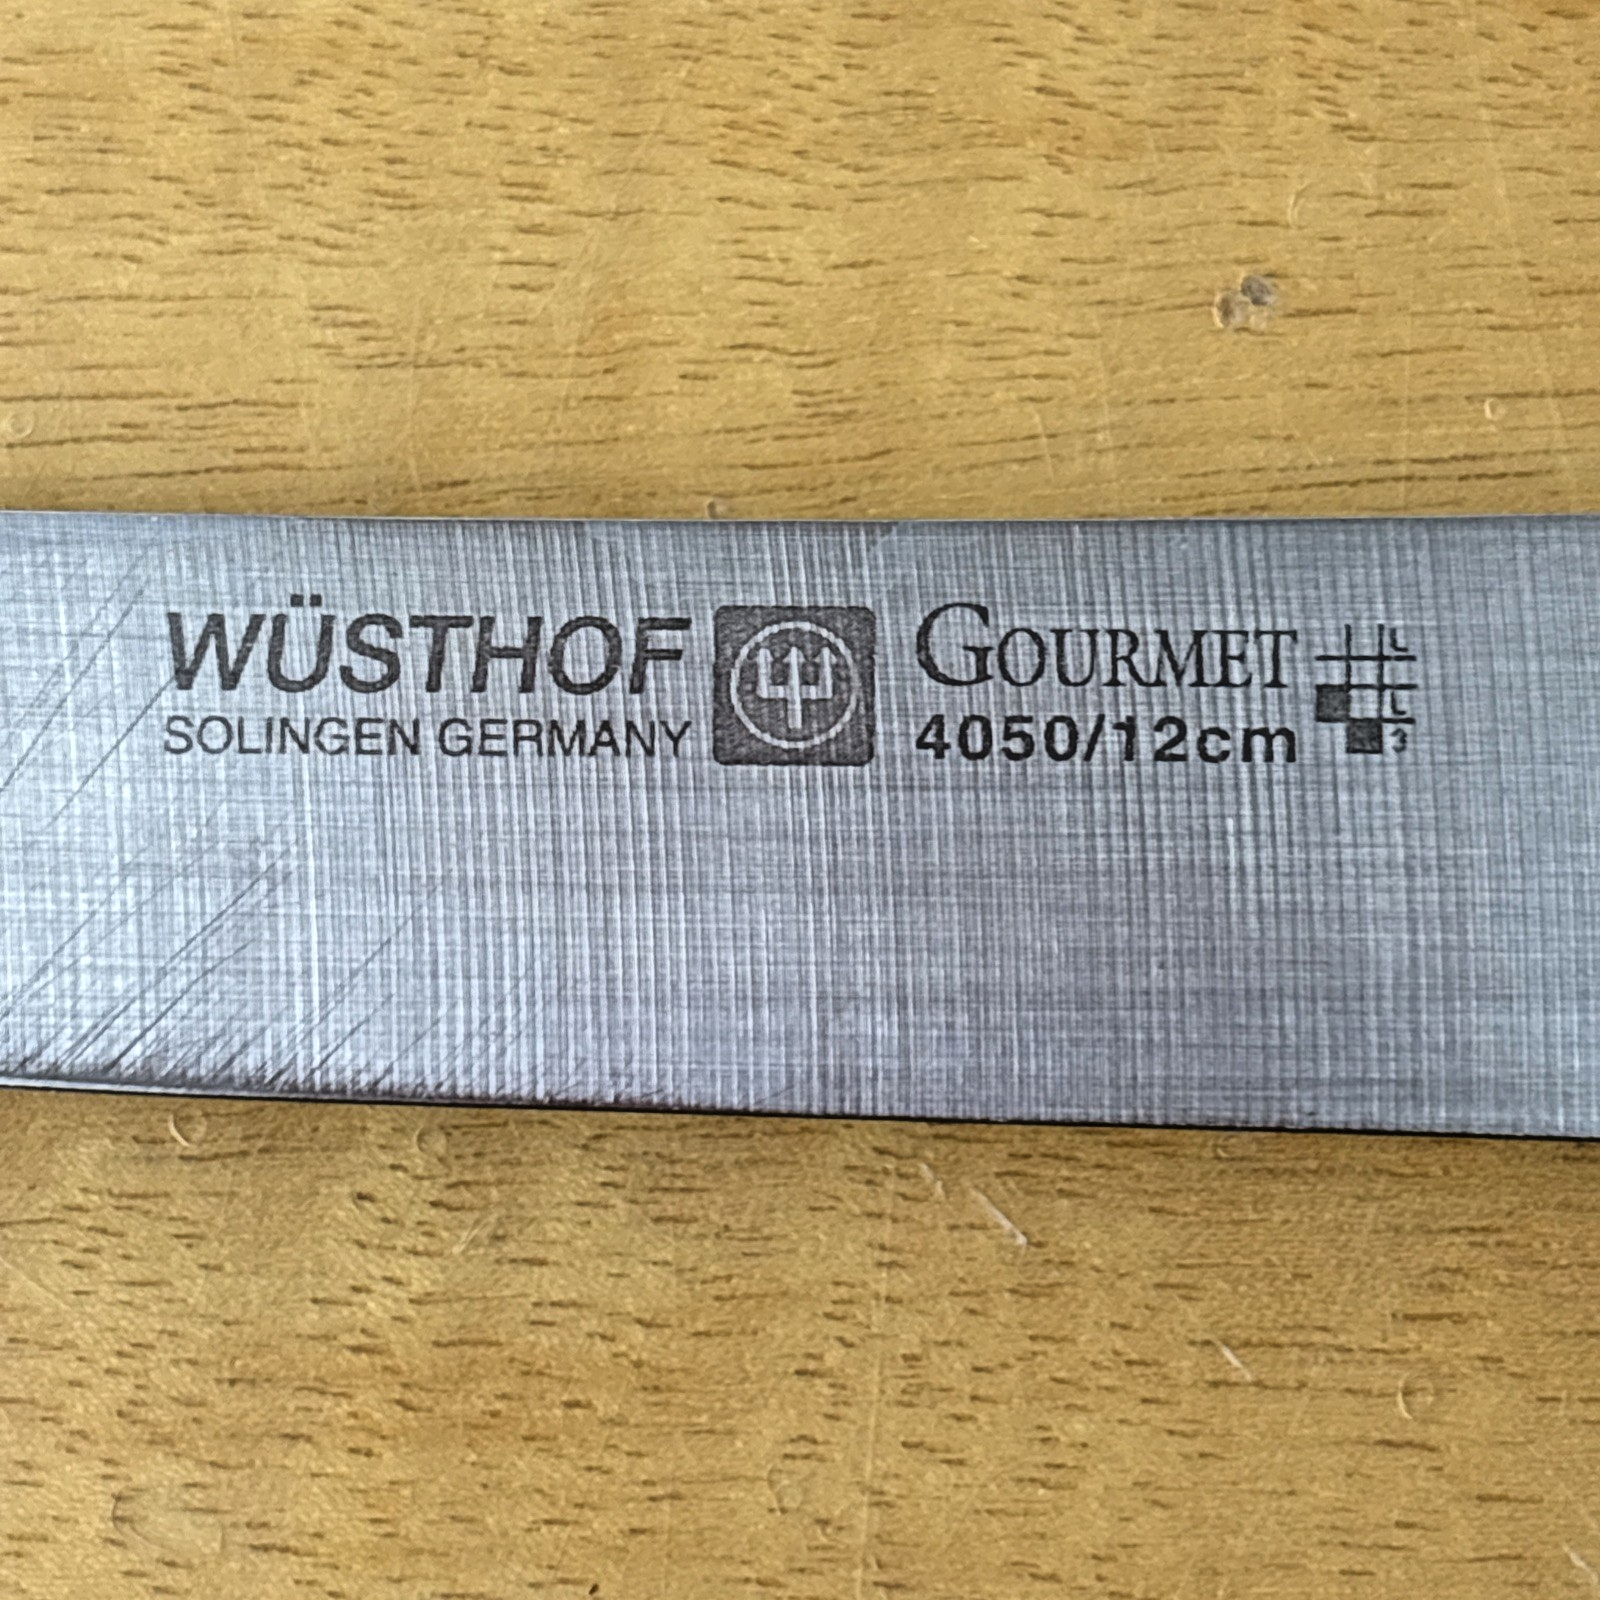 WÜSTHOF GOURMET
SOLINGEN GERMANY 4050/12cm